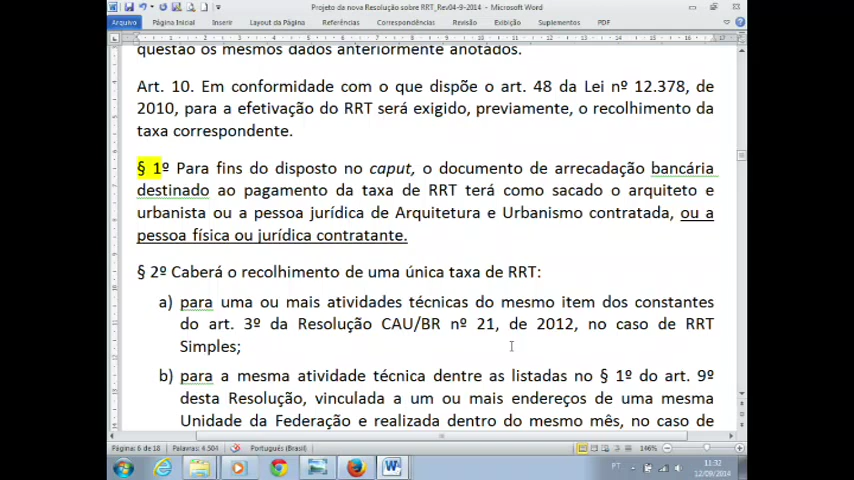 Projeto da nova Resolução sobre RRT_Rev04-9-2014 - Microsoft Word
Arquivo Página Inicial Inserir Layout da Página Referências Correspondências Revisão Exibição Suplementos PDF
questão os mesmos dados anteriormente anotados.
Art. 10. Em conformidade com o que dispõe o art. 48 da Lei nº 12.378, de
2010, para a efetivação do RRT será exigido, previamente, o recolhimento da
taxa correspondente.
§ 1º Para fins do disposto no caput, o documento de arrecadação bancária
destinado ao pagamento da taxa de RRT terá como sacado o arquiteto e
urbanista ou a pessoa jurídica de Arquitetura e Urbanismo contratada, ou a
pessoa física ou jurídica contratante.
§ 2º Caberá o recolhimento de uma única taxa de RRT:
a) para uma ou mais atividades técnicas do mesmo item dos constantes
do art. 3º da Resolução CAU/BR nº 21, de 2012, no caso de RRT
Simples;
b) para a mesma atividade técnica dentre as listadas no § 1º do art. 9º
desta Resolução, vinculada a um ou mais endereços de uma mesma
Unidade da Federação e realizada dentro do mesmo mês, no caso de
Página: 6 de 18 Palavras: 4.504 Português (Brasil) 146%
PT 11:32
12/09/2014